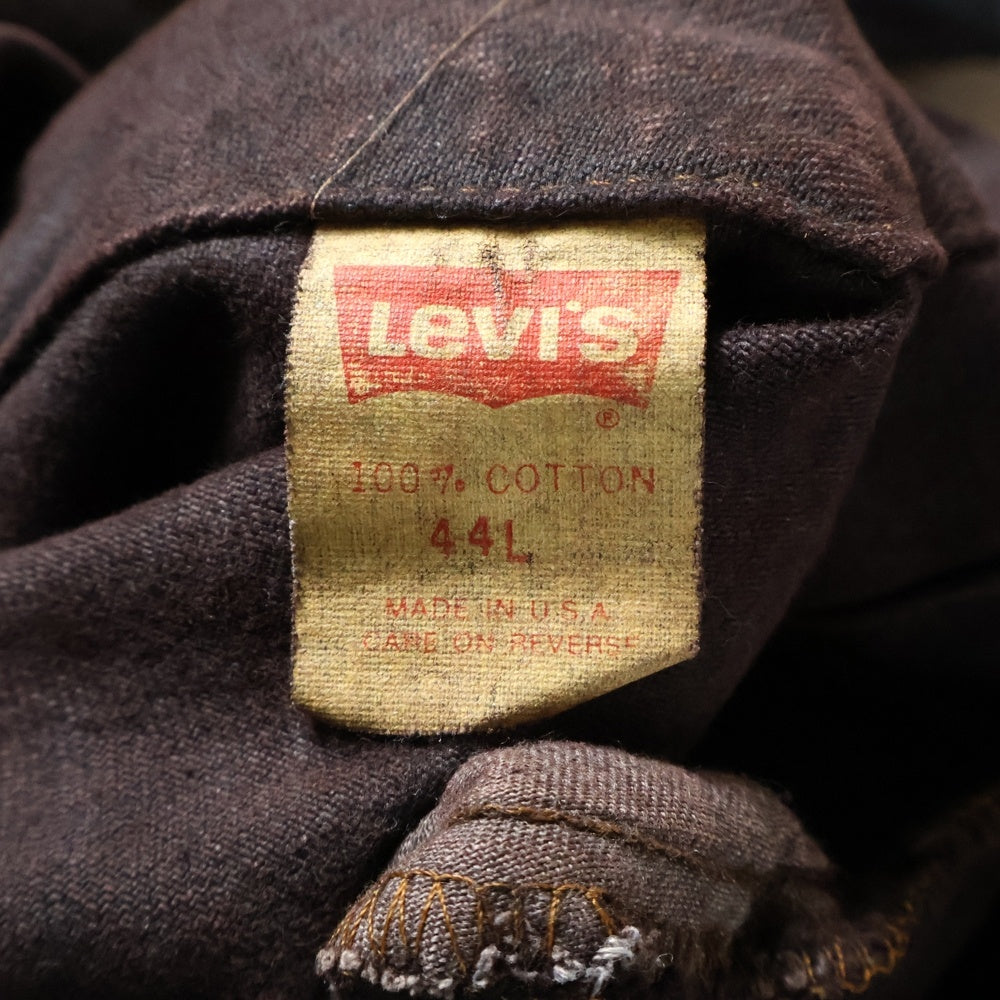 Levi's
®
100% COTTON
44L
MADE IN U.S.A
CARE ON REVERSE